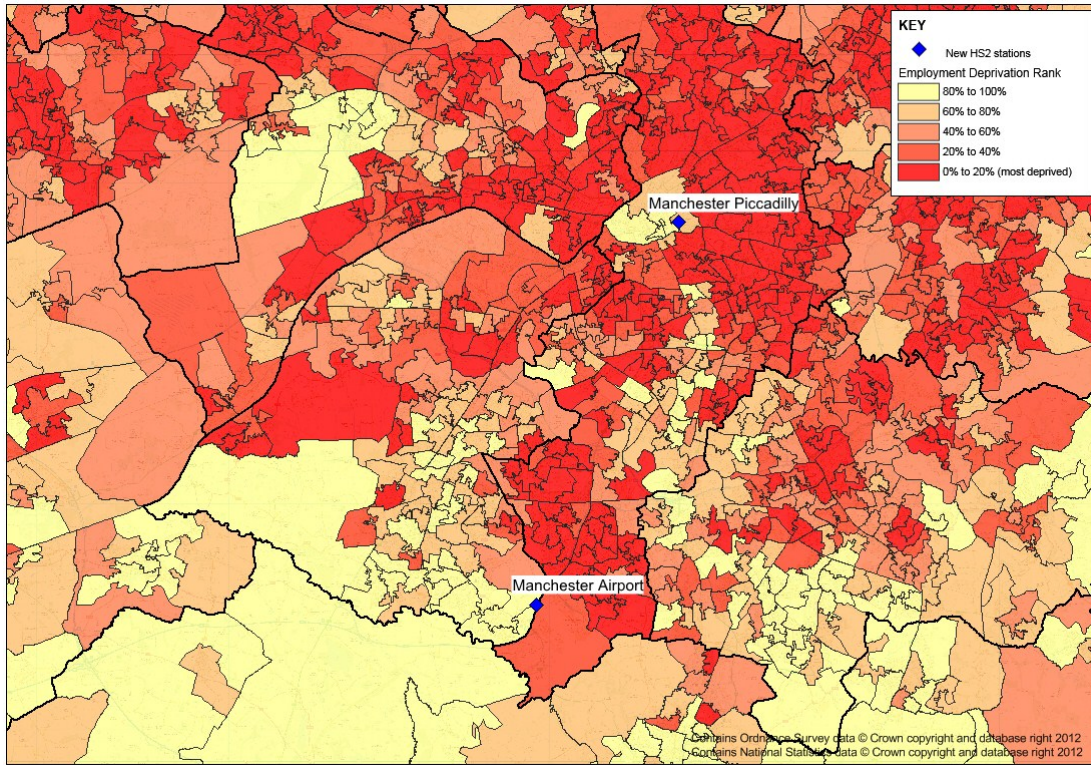 KEY
New HS2 stations
Employment Deprivation Rank
80% to 100%
60% to 80%
40% to 60%
20% to 40%
0% to 20% (most deprived)
Manchester Piccadilly
Manchester Airport
Contains Ordnance Survey data © Crown copyright and database right 2012
Contains National Statistics data © Crown copyright and database right 2012